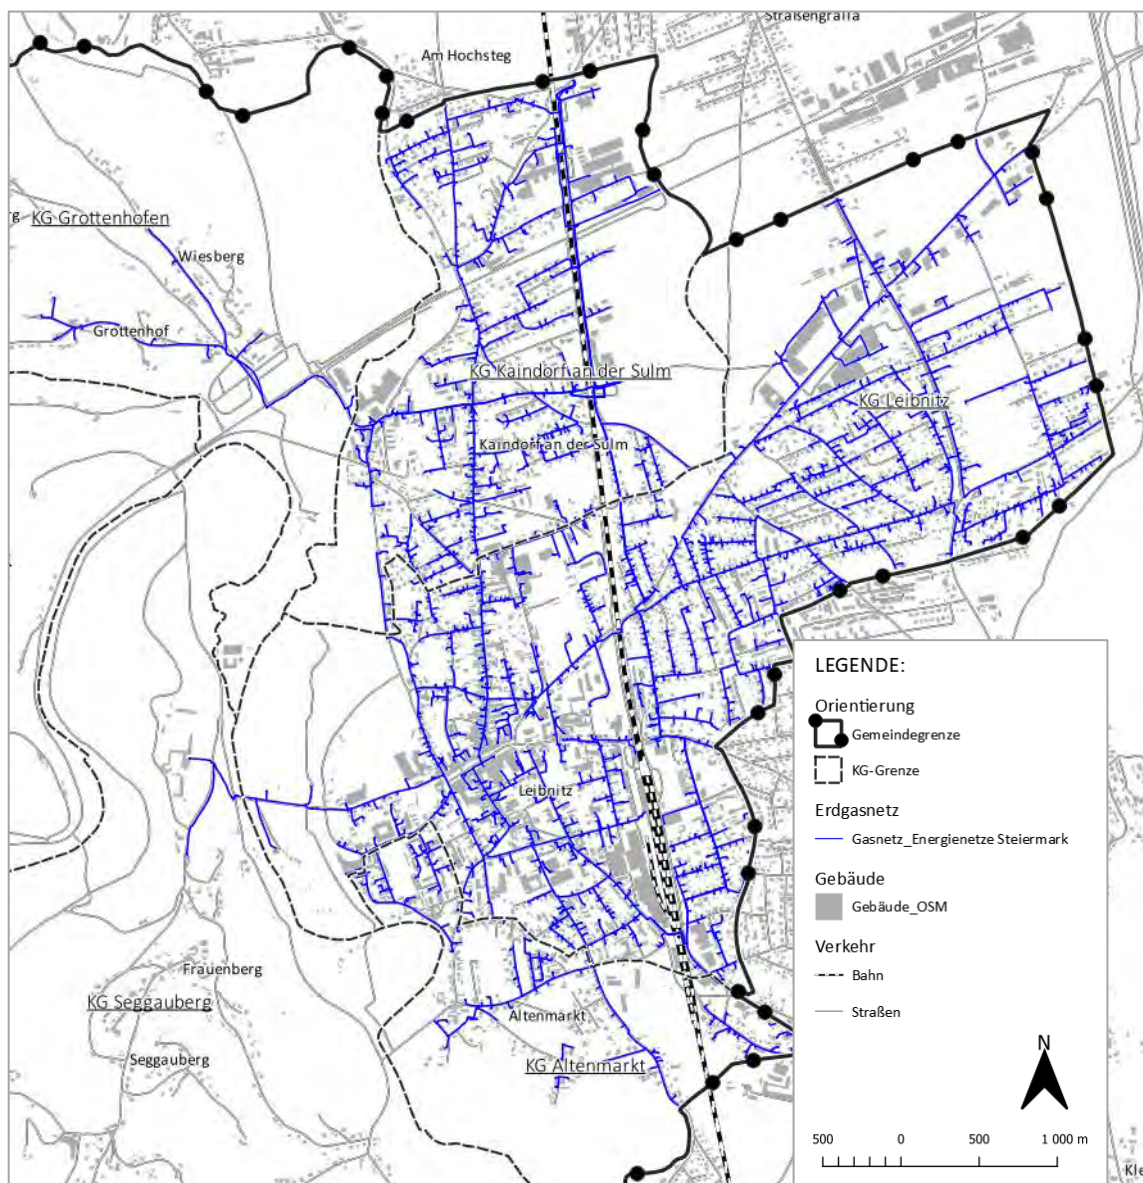 Straßengralla
Am Hochsteg
g
KG Grottenhofen
Wiesberg
Grottenhof
KG Kaindorf an der Sulm
KG Leibnitz
Kaindorf an der Sulm
Leibnitz
Frauenberg
KG Seggauberg
Altenmarkt
Seggauberg
KG Altenmarkt
LEGENDE:
Orientierung
Gemeindegrenze
KG-Grenze
Erdgasnetz
Gasnetz_Energienetze Steiermark
Gebäude
Gebäude_OSM
Verkehr
Bahn
Straßen
N
500 0 500 1 000 m
Kle